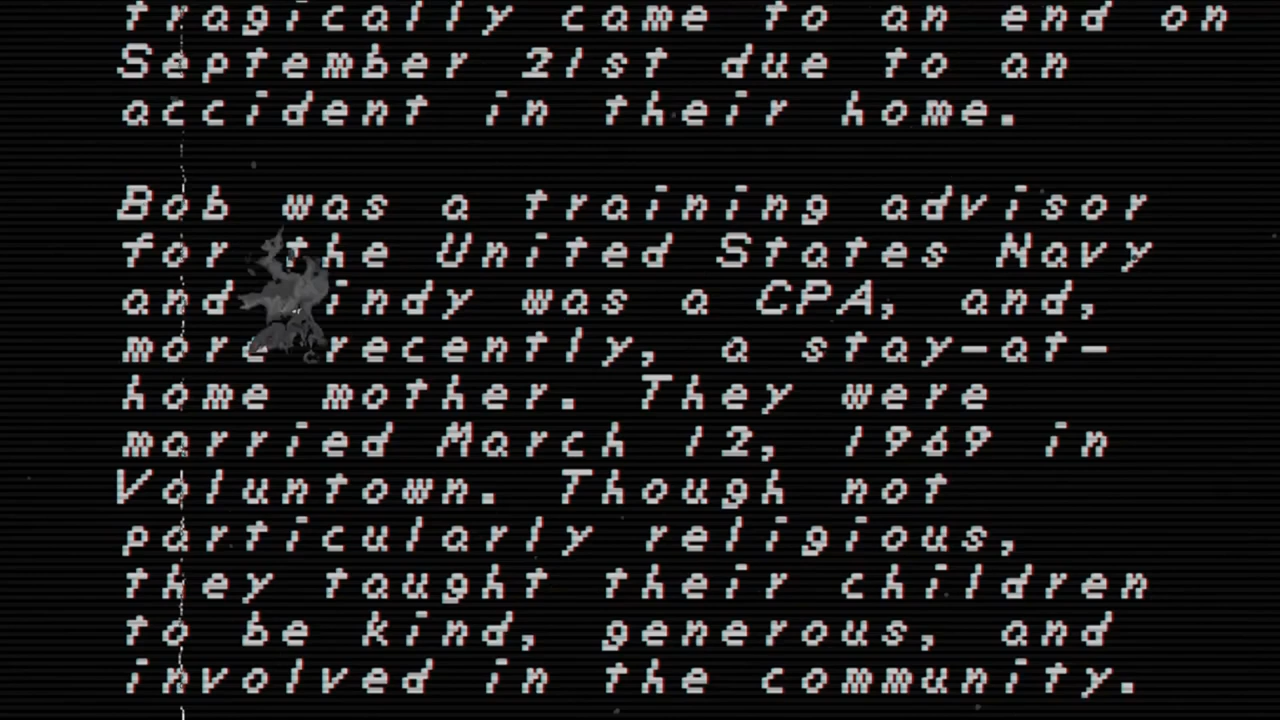 tragically came to an end on
September 21st due to an
accident in their home.
Bob was a training advisor
for the United States Navy
and indy was a CPA, and,
more recently, a stay-at-
home mother. They were
married March 12, 1969 in
Voluntown. Though not
particularly religious,
they taught their children
to be kind, generous, and
involved in the community.